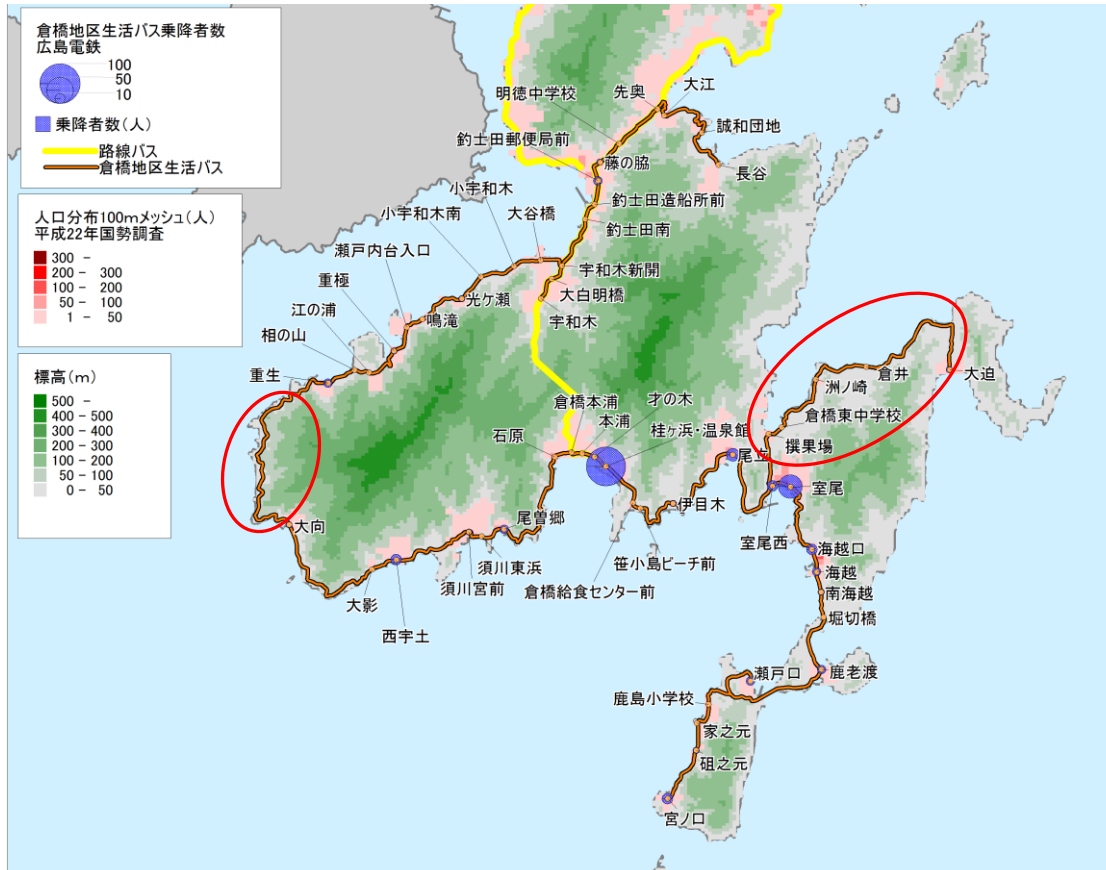 倉橋地区生活バス乗降者数
広島電鉄
100
50
10
乗降者数(人)
路線バス
倉橋地区生活バス
人口分布100mメッシュ(人)
平成22年国勢調査
300 -
200 - 300
100 - 200
50 - 100
1 - 50
標高(m)
500 -
400 - 500
300 - 400
200 - 300
100 - 200
50 - 100
0 - 50
先奥
大江
明徳中学校
誠和団地
釣士田郵便局前
藤の脇
長谷
小宇和木
釣士田造船所前
小宇和木南
大谷橋
釣士田南
瀬戸内台入口
宇和木新開
重極
大白明橋
光ケ瀬
江の浦
鳴滝
宇和木
相の山
重生
倉井
大迫
洲ノ崎
倉橋本浦
才の木
倉橋東中学校
本浦
桂ヶ浜・温泉館
石原
撰果場
尾立
室尾
伊目木
大向
尾曽郷
室尾西
海越口
笹小島ビーチ前
須川東浜
海越
大影
須川宮前
倉橋給食センター前
南海越
西宇土
堀切橋
瀬戸口
鹿老渡
鹿島小学校
家之元
砠之元
宮ノ口